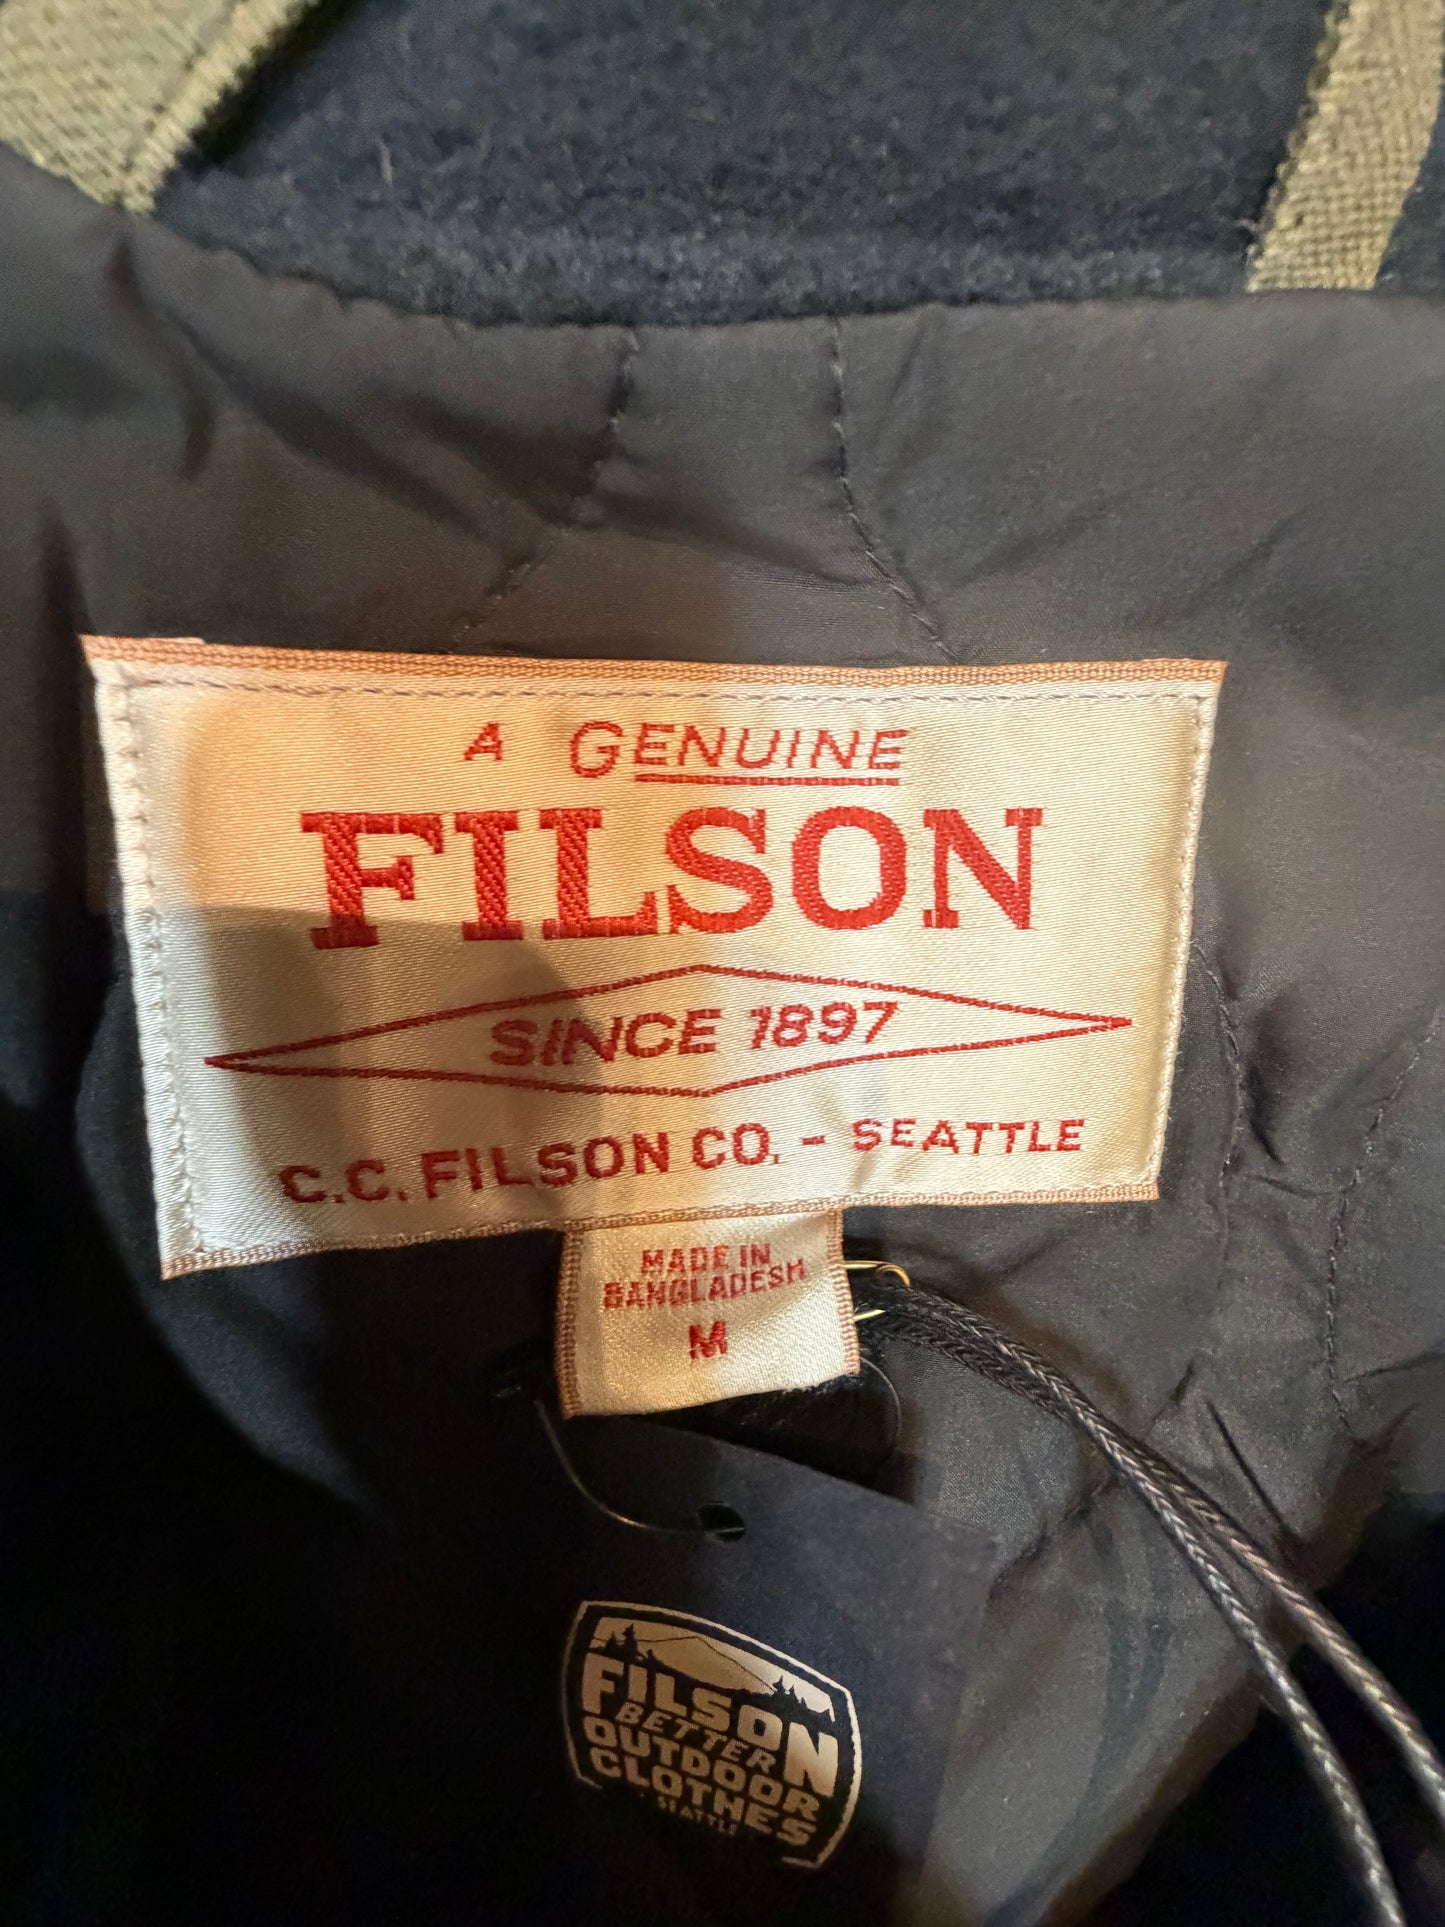 A GENUINE
FILSON
SINCE 1897
C.C. FILSON CO. - SEATTLE
MADE IN
BANGLADESH
M
FILSON
BETTER
OUTDOOR
CLOTHES
SEATTLE